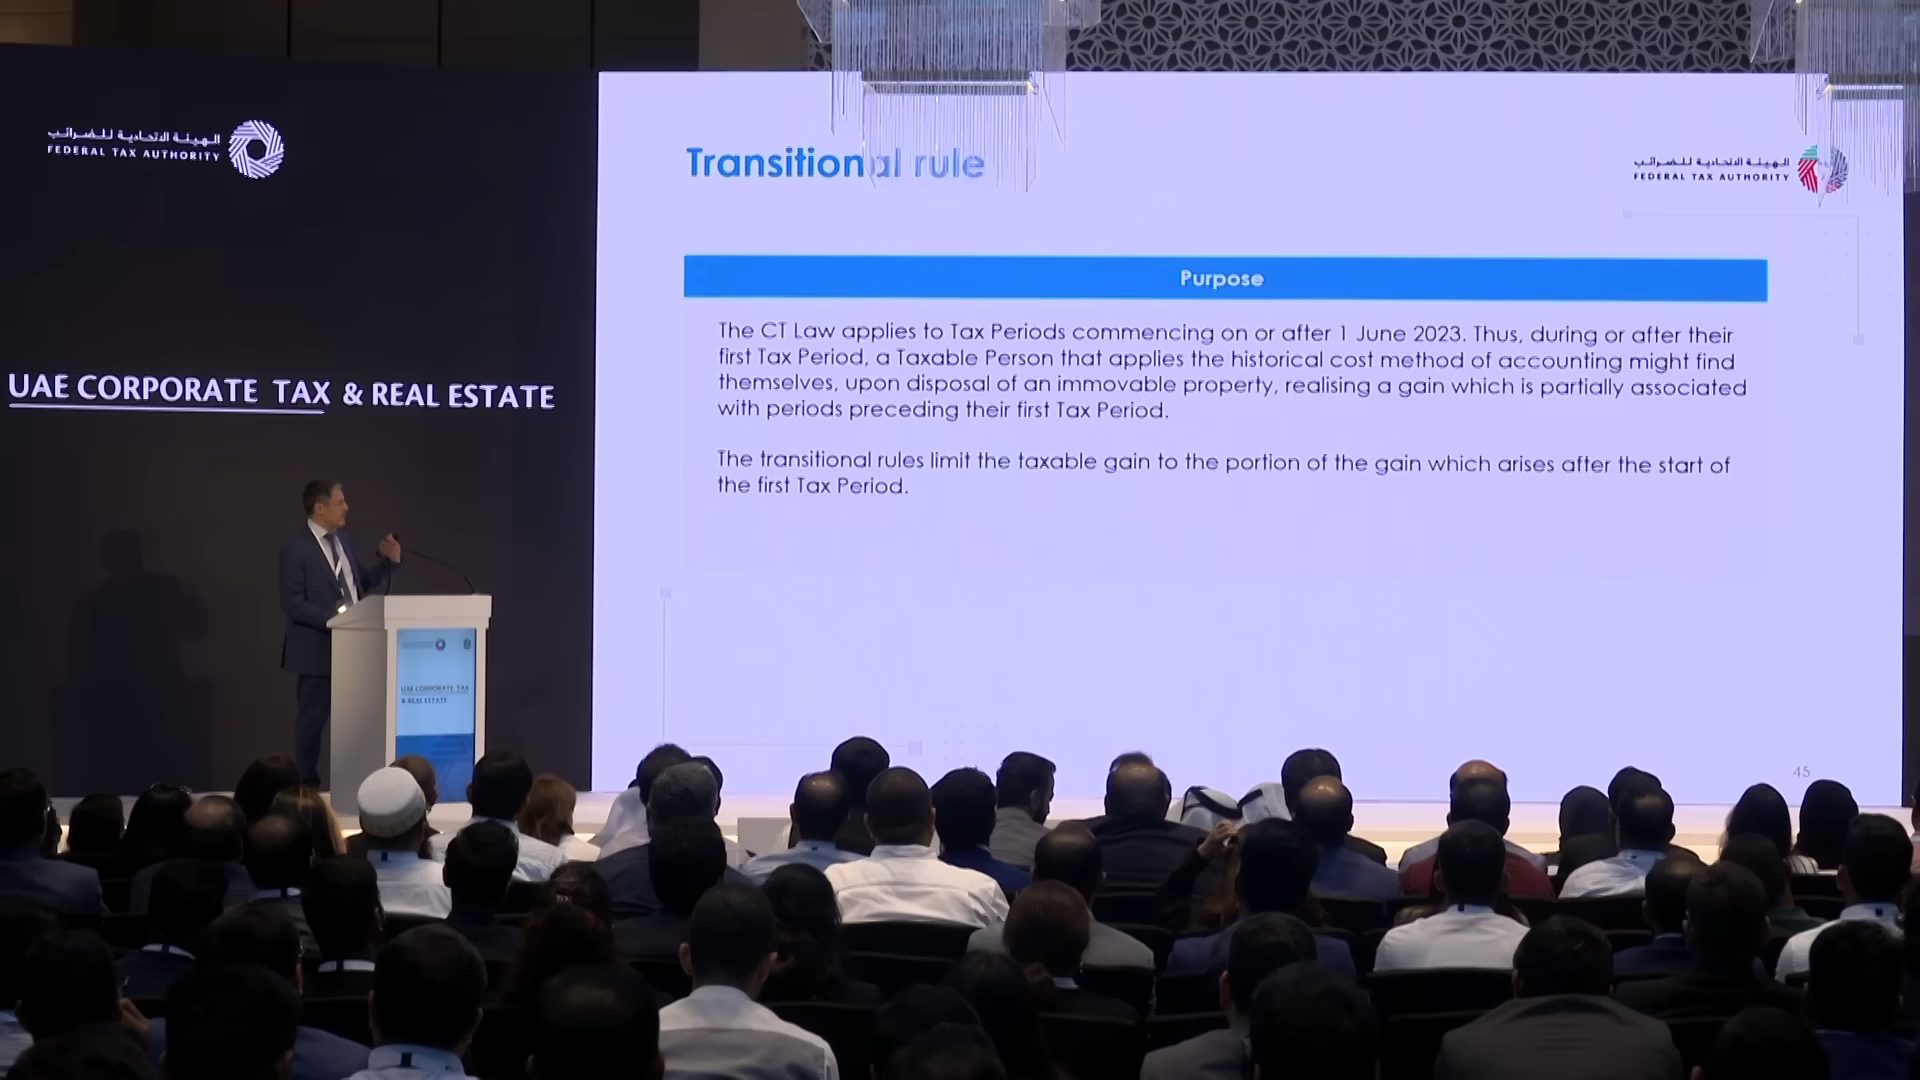 الهيئة الاتحادية للضرائب
FEDERAL TAX AUTHORITY
UAE CORPORATE TAX & REAL ESTATE
Transitional rule
الهيئة الاتحادية للضرائب
FEDERAL TAX AUTHORITY
Purpose
The CT Law applies to Tax Periods commencing on or after 1 June 2023. Thus, during or after their
first Tax Period, a Taxable Person that applies the historical cost method of accounting might find
themselves, upon disposal of an immovable property, realising a gain which is partially associated
with periods preceding their first Tax Period.
The transitional rules limit the taxable gain to the portion of the gain which arises after the start of
the first Tax Period.
45
UAE CORPORATE TAX
& REAL ESTATE